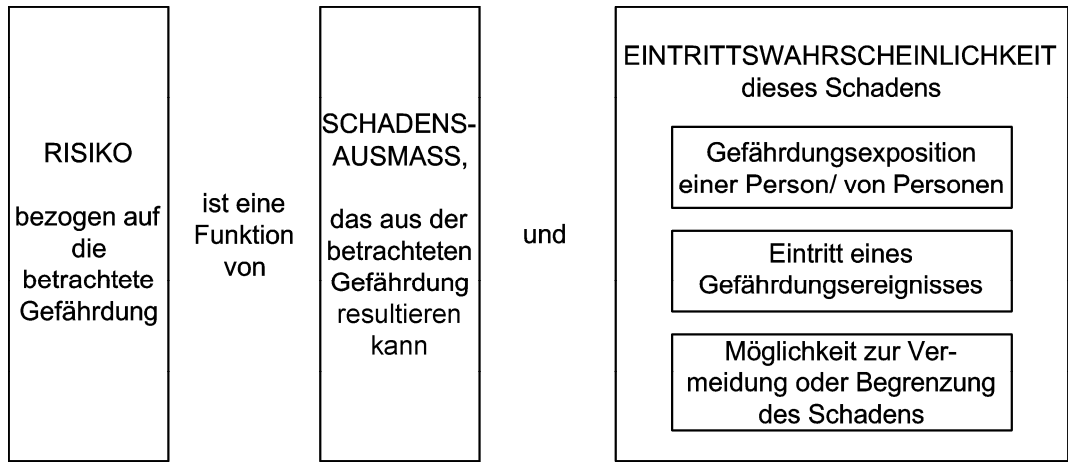 RISIKO
bezogen auf
die
betrachtete
Gefährdung
ist eine
Funktion
von
SCHADENS-
AUSMASS,
das aus der
betrachteten
Gefährdung
resultieren
kann
und
EINTRITTSWAHRSCHEINLICHKEIT
dieses Schadens
Gefährdungsexposition
einer Person/ von Personen
Eintritt eines
Gefährdungsereignisses
Möglichkeit zur Ver-
meidung oder Begrenzung
des Schadens